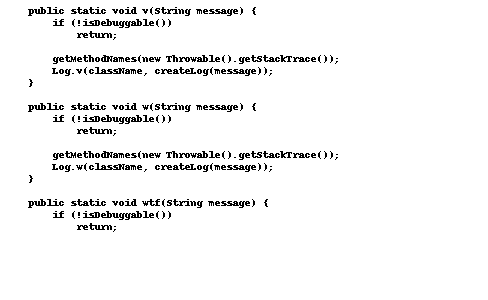 public static void v(String message) {
if (!isDebuggable())
return;
getMethodNames(new Throwable().getStackTrace());
Log.v(className, createLog(message));
}
public static void w(String message) {
if (!isDebuggable())
return;
getMethodNames(new Throwable().getStackTrace());
Log.w(className, createLog(message));
}
public static void wtf(String message) {
if (!isDebuggable())
return;